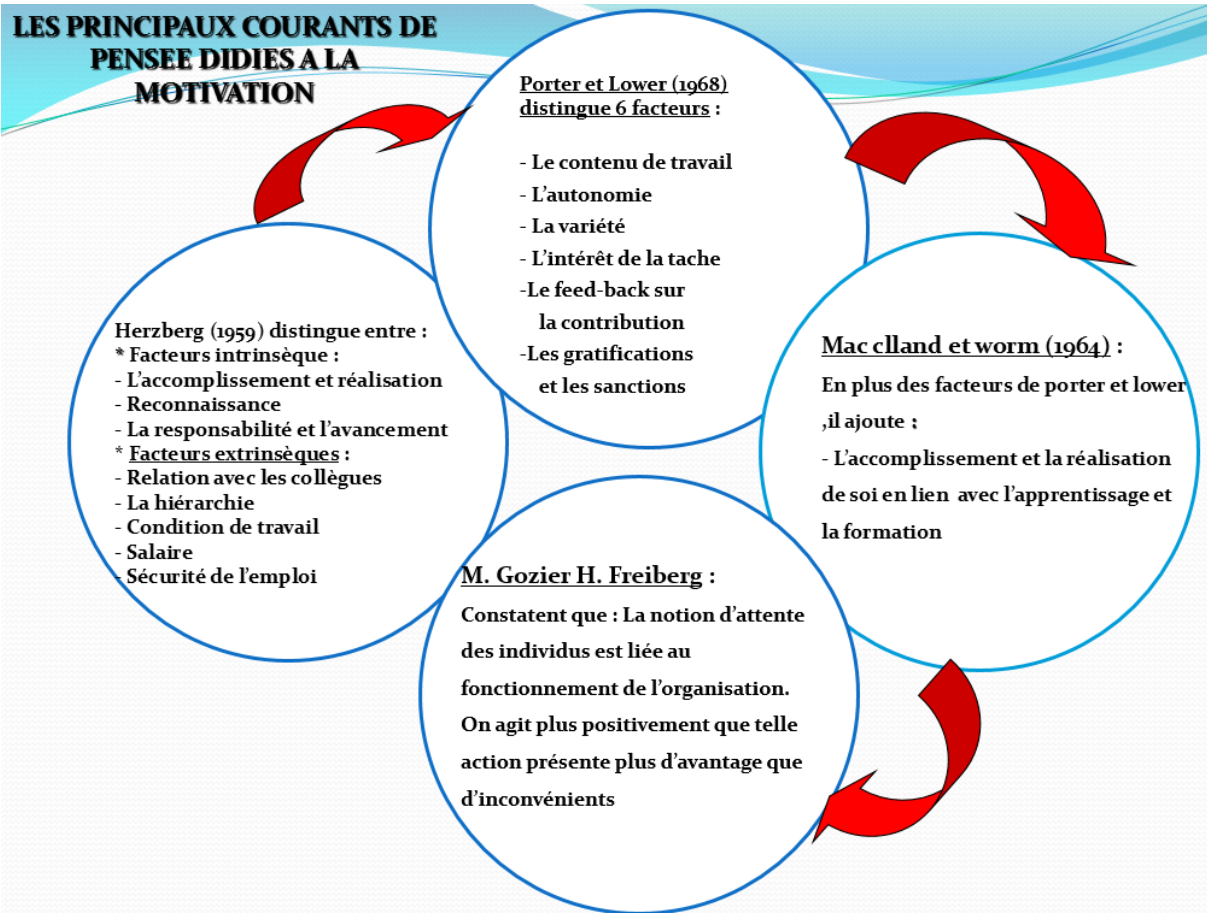 LES PRINCIPAUX COURANTS DE
PENSEE DIDIES A LA
MOTIVATION
Porter et Lower (1968)
distingue 6 facteurs :
- Le contenu de travail
- L’autonomie
- La variété
- L’intérêt de la tache
-Le feed-back sur
la contribution
-Les gratifications
et les sanctions
Herzberg (1959) distingue entre :
* Facteurs intrinsèque :
- L’accomplissement et réalisation
- Reconnaissance
- La responsabilité et l’avancement
* Facteurs extrinsèques :
- Relation avec les collègues
- La hiérarchie
- Condition de travail
- Salaire
- Sécurité de l’emploi
Mac clland et worm (1964) :
En plus des facteurs de porter et lower
,il ajoute :
- L’accomplissement et la réalisation
de soi en lien avec l’apprentissage et
la formation
M. Gozier H. Freiberg :
Constatent que : La notion d’attente
des individus est liée au
fonctionnement de l’organisation.
On agit plus positivement que telle
action présente plus d’avantage que
d’inconvénients